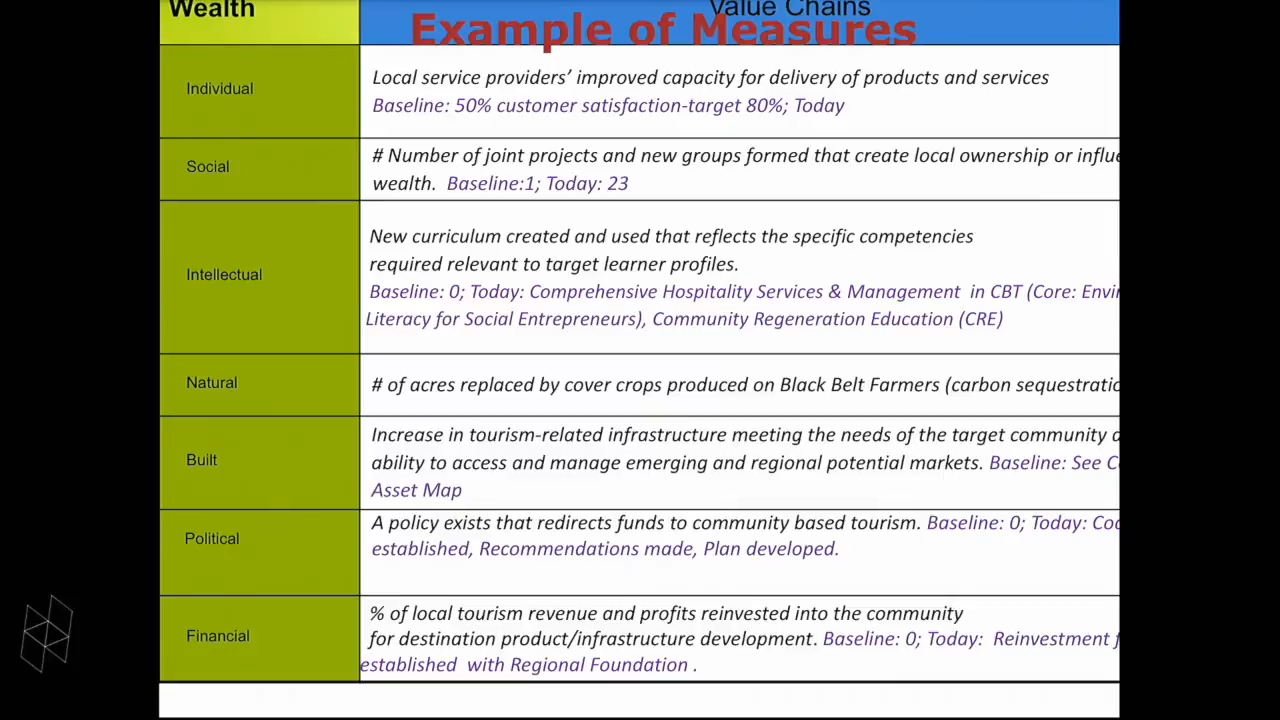 Wealth
Value Chains
Example of Measures
Individual
Local service providers’ improved capacity for delivery of products and services
Baseline: 50% customer satisfaction-target 80%; Today
Social
# Number of joint projects and new groups formed that create local ownership or
wealth. Baseline:1; Today: 23
Intellectual
New curriculum created and used that reflects the specific competencies
required relevant to target learner profiles.
Baseline: 0; Today: Comprehensive Hospitality Services & Management in CBT (Core:
Literacy for Social Entrepreneurs), Community Regeneration Education (CRE)
Natural
# of acres replaced by cover crops produced on Black Belt Farmers (carbon
Built
Increase in tourism-related infrastructure meeting the needs of the target community
ability to access and manage emerging and regional potential markets. Baseline: See
Asset Map
Political
A policy exists that redirects funds to community based tourism. Baseline: 0; Today:
established, Recommendations made, Plan developed.
Financial
% of local tourism revenue and profits reinvested into the community
for destination product/infrastructure development. Baseline: 0; Today: Reinvestment
established with Regional Foundation .